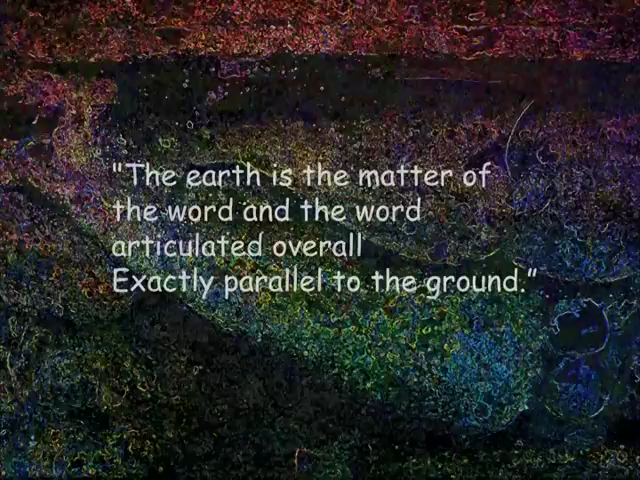 "The earth is the matter of
the word and the word
articulated overall
Exactly parallel to the ground.”